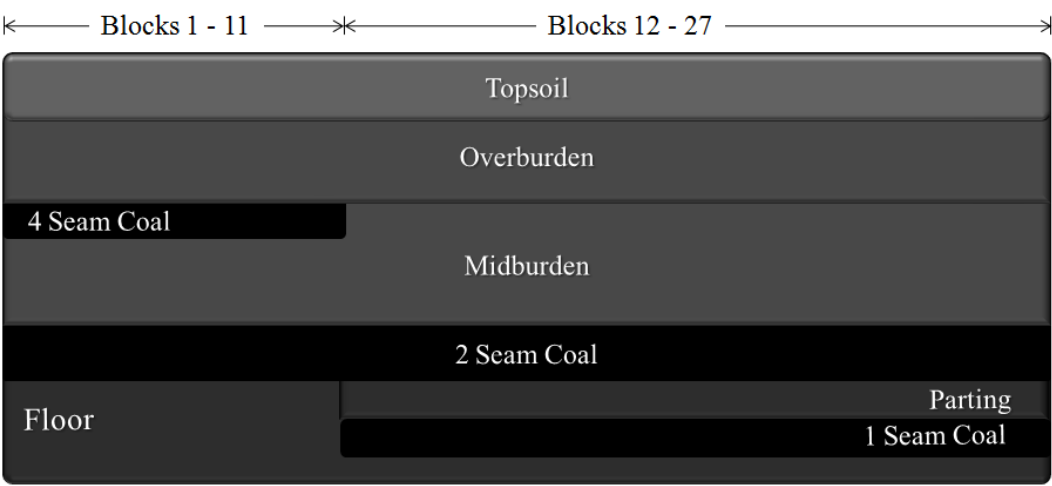 Blocks 1 - 11
Blocks 12 - 27
Topsoil
Overburden
4 Seam Coal
Midburden
2 Seam Coal
Parting
Floor
1 Seam Coal